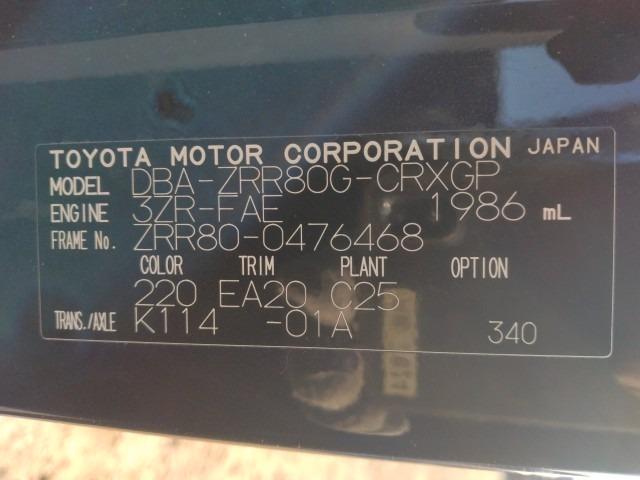 TOYOTA MOTOR CORPORATION JAPAN
MODEL DBA-ZRR80G-CRXGP
ENGINE 3ZR-FAE 1986 mL
FRAME No. ZRR80-0476468
COLOR TRIM PLANT OPTION
220 EA20 C25
TRANS./AXLE K114 -01A 340